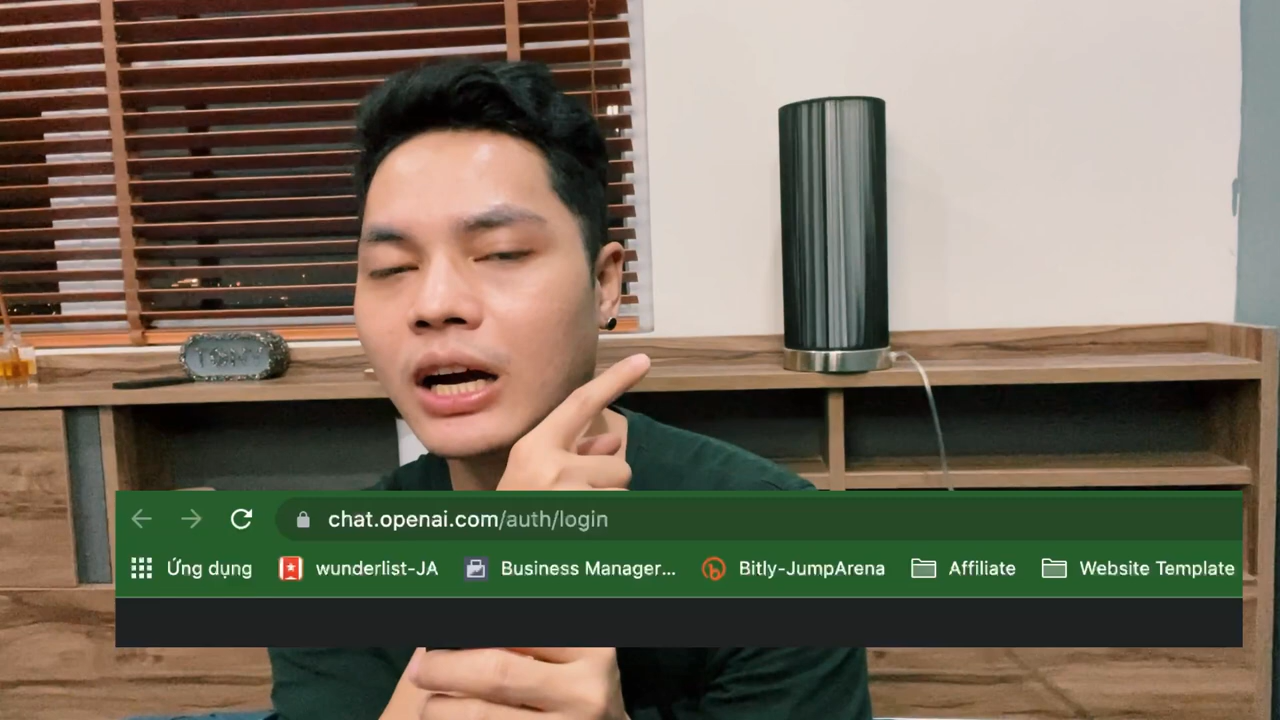 chat.openai.com/auth/login
Ứng dụng wunderlist-JA Business Manager... Bitly-JumpArena Affiliate Website Template